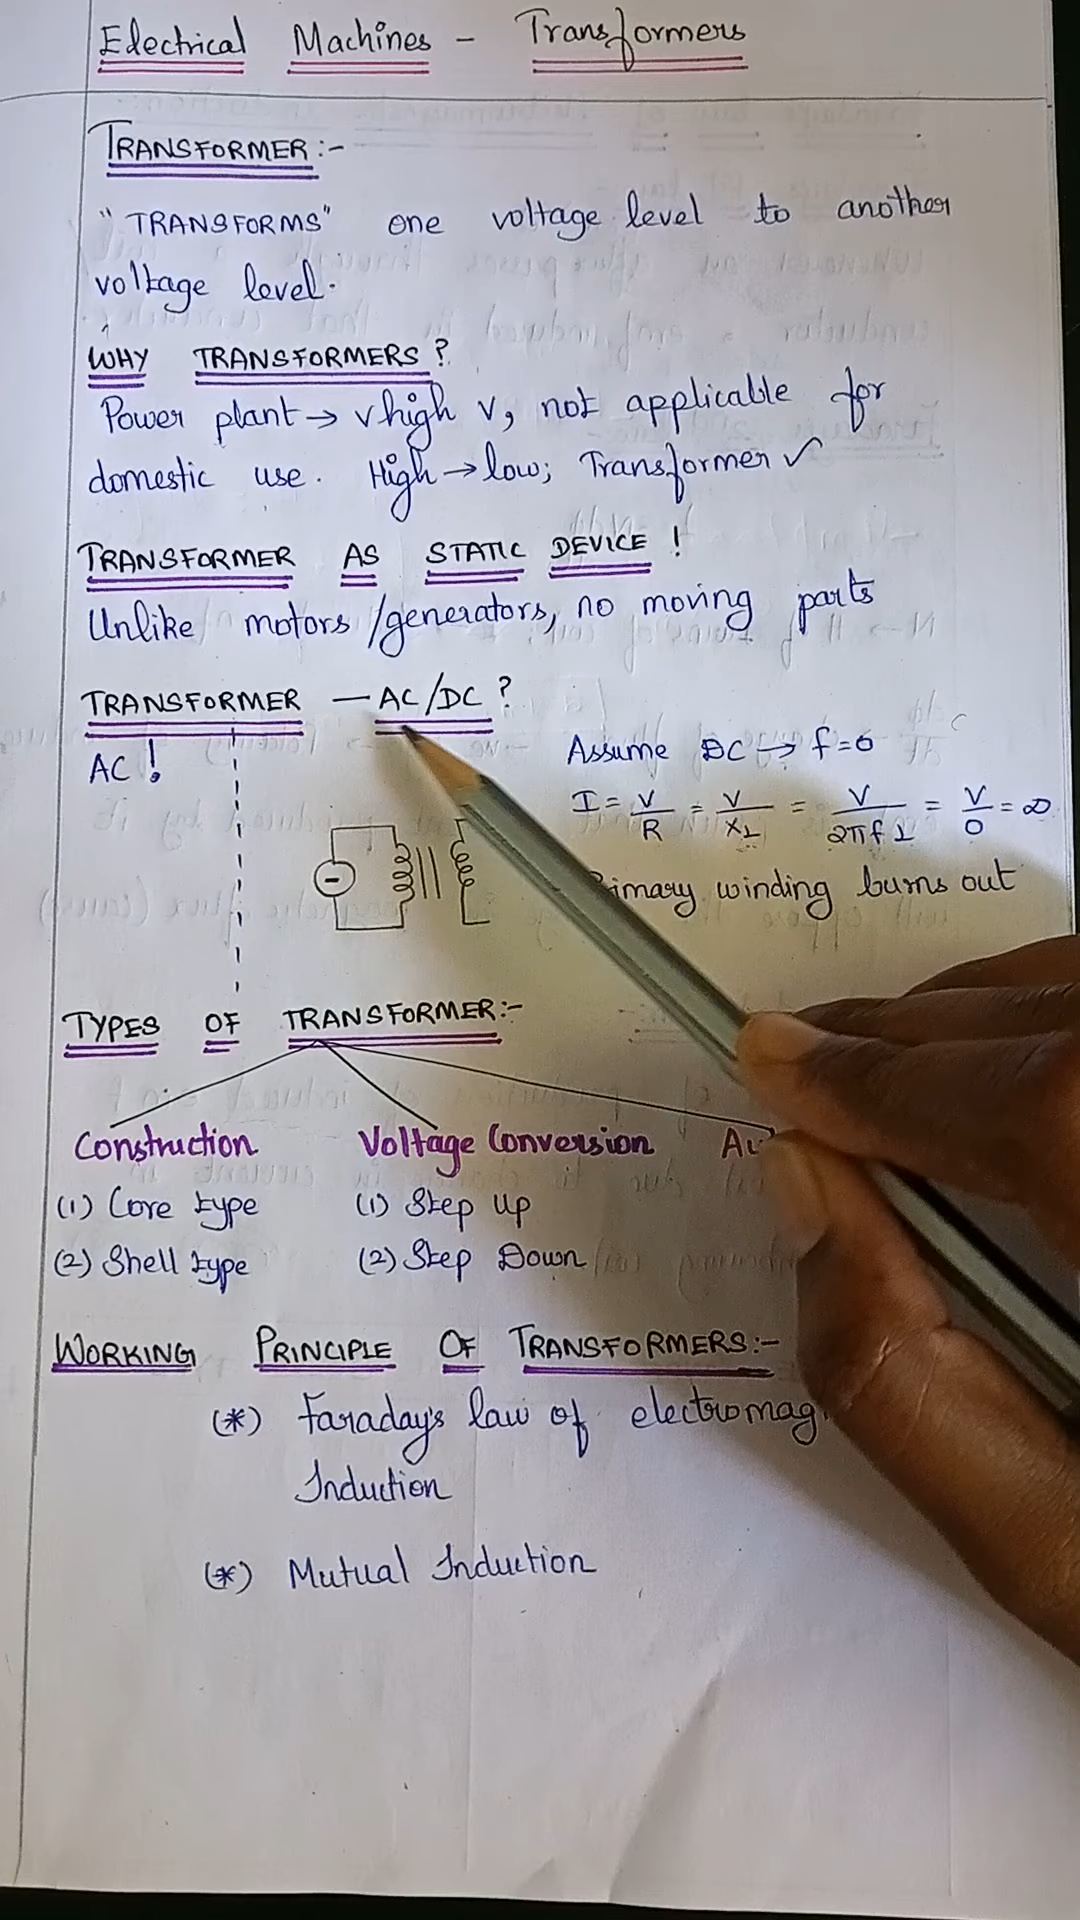 Electrical Machines - Transformers
TRANSFORMER :-
"TRANSFORMS" one voltage level to another
voltage level.
WHY TRANSFORMERS?
Power plant → vhigh v, not applicable for
domestic use. High → low; Transformer ✓
TRANSFORMER AS STATIC DEVICE !
Unlike motors/generators, no moving parts
TRANSFORMER — AC/DC ?
AC !
Assume DC → f=0
I = V/R = V/XL = V/2πfL = V/0 = ∞
winding burns out
TYPES OF TRANSFORMER:-
Construction Voltage Conversion
(1) Core type (1) Step up
(2) Shell type (2) Step Down
WORKING PRINCIPLE OF TRANSFORMERS:-
(*) Faraday's law of electromag
Induction
(*) Mutual Induction